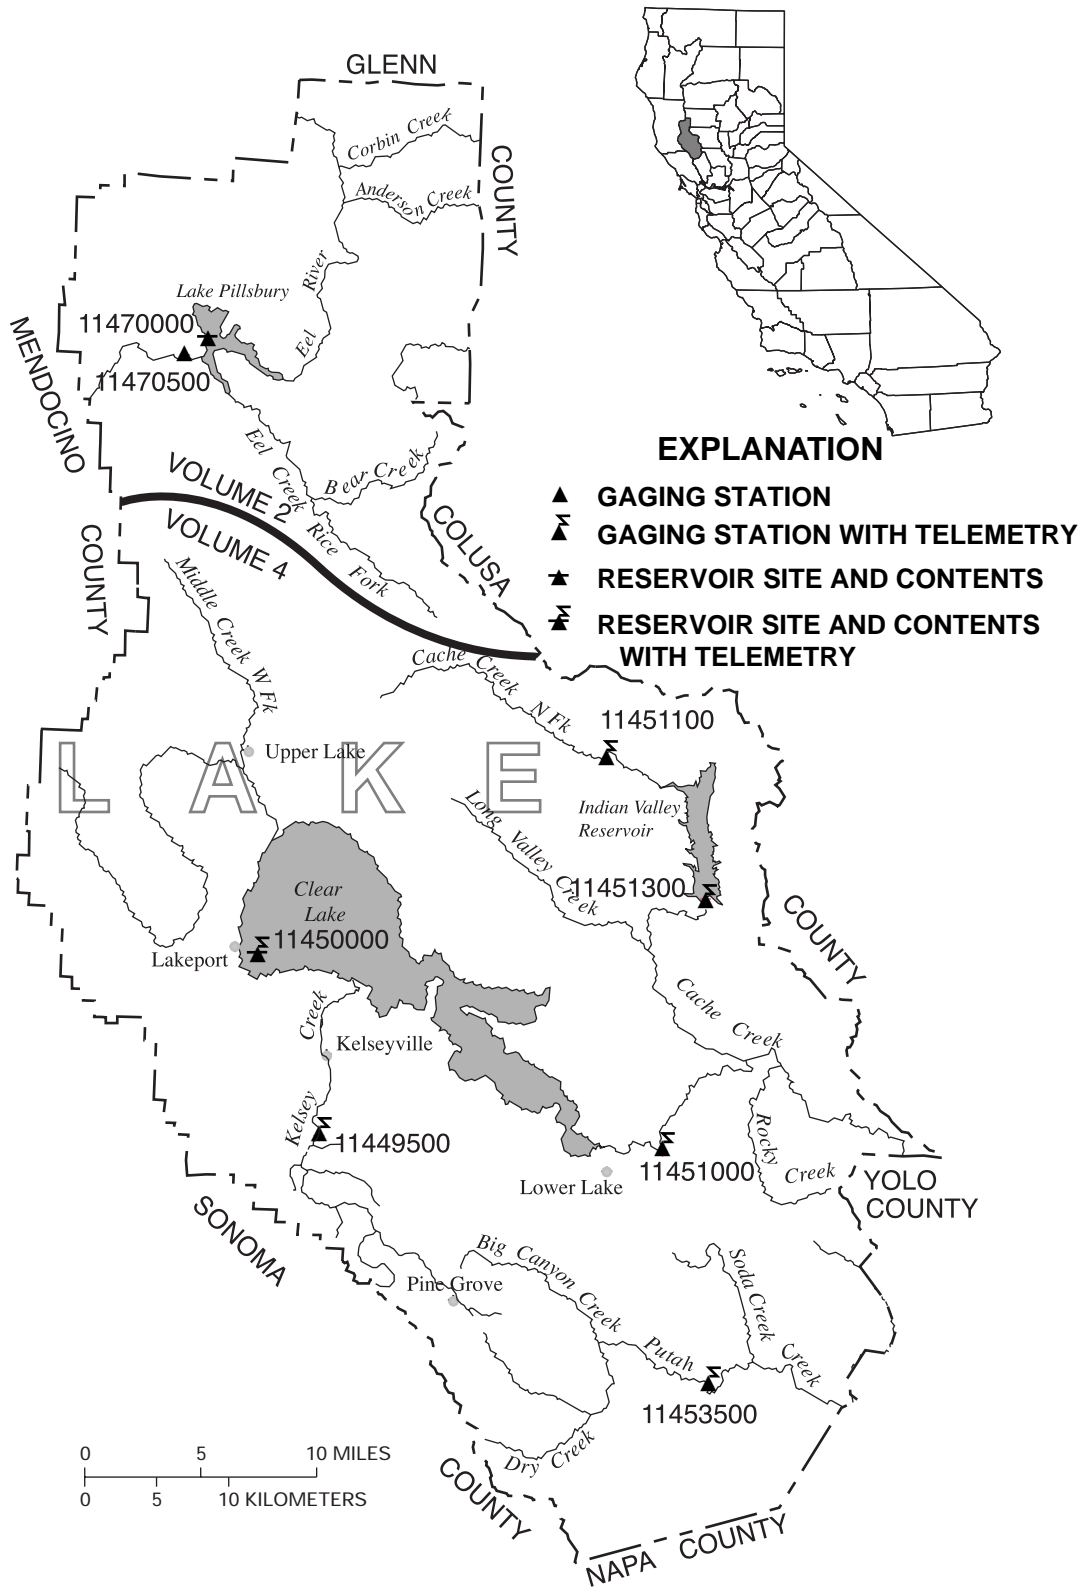 GLENN
COUNTY
Corbin Creek
Anderson Creek
Eel River
Lake Pillsbury
11470000
11470500
MENDOCINO
COUNTY
Eel Creek Rice Fork
Bear Creek
VOLUME 2
VOLUME 4
COLUSA
COUNTY
EXPLANATION
GAGING STATION
GAGING STATION WITH TELEMETRY
RESERVOIR SITE AND CONTENTS
RESERVOIR SITE AND CONTENTS
WITH TELEMETRY
Middle Creek W Fk
Cache Creek N Fk
11451100
Upper Lake
LAKE
Indian Valley
Reservoir
Long Valley Creek
11451300
Clear
Lake
11450000
Lakeport
Cache Creek
Kelseyville
Kelsey Creek
11449500
11451000
Lower Lake
Rocky Creek
YOLO
COUNTY
SONOMA
COUNTY
Big Canyon Creek
Pine Grove
Soda Creek
Putah Creek
11453500
Dry Creek
0 5 10 MILES
0 5 10 KILOMETERS
NAPA COUNTY